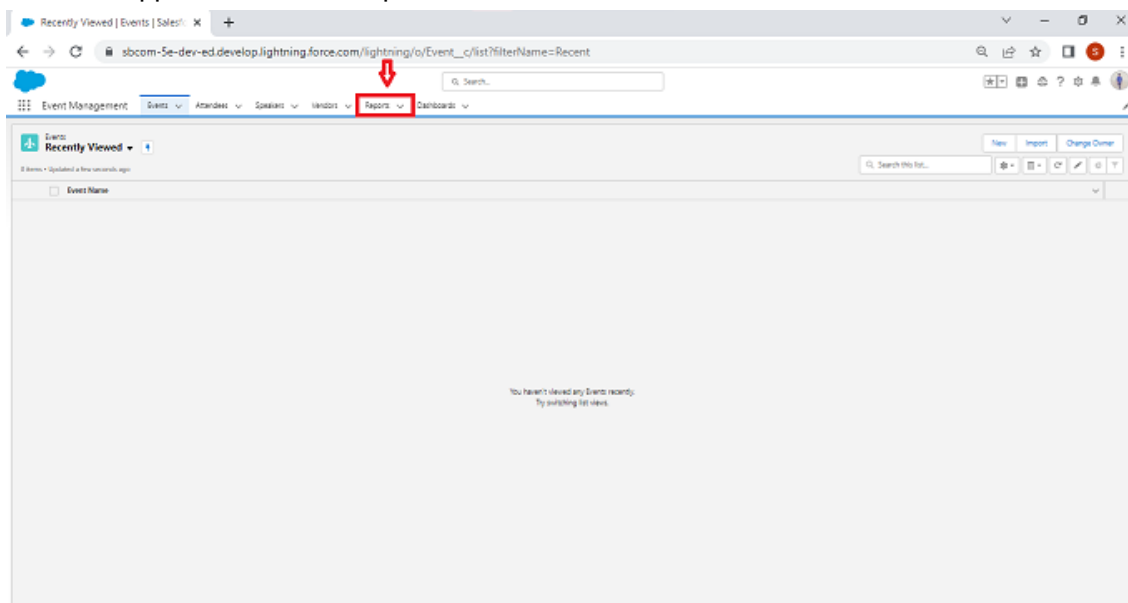 Recently Viewed | Events | Salesfo
sbcom-5e-dev-ed.develop.lightning.force.com/lightning/o/Event__c/list?filterName=Recent
S
Search...
Event Management Events Attendees Speakers Vendors Reports Dashboards
Events
Recently Viewed
New Import Change Owner
0 items • Updated a few seconds ago
Search this list...
Event Name
You haven't viewed any Events recently.
Try switching list views.